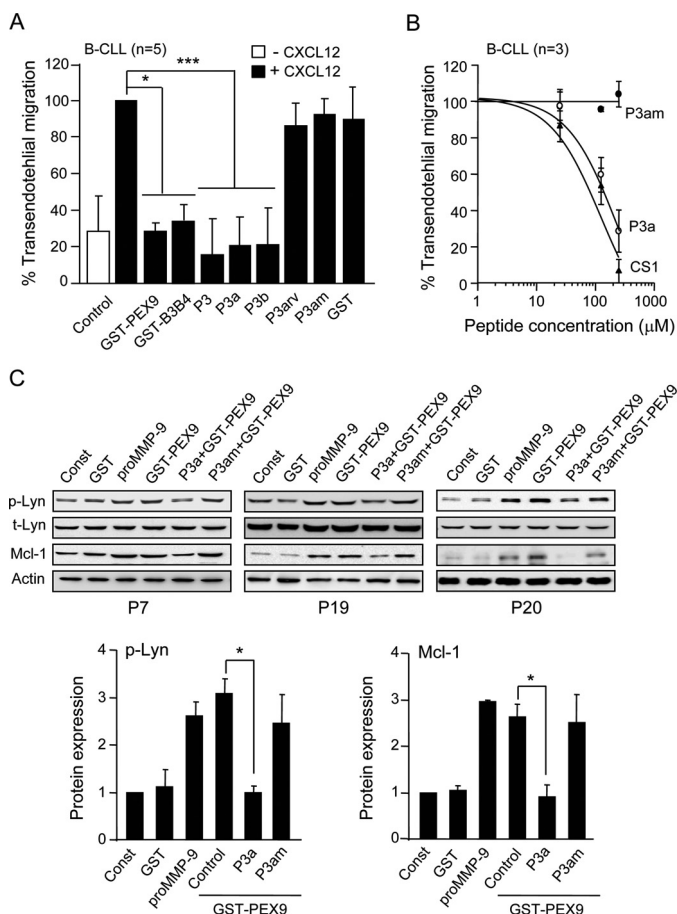 A
B-CLL (n=5)
- CXCL12
+ CXCL12
*
***
% Transendotehlial migration
120
100
80
60
40
20
0
Control
GST-PEX9
GST-B3B4
P3
P3a
P3b
P3arv
P3am
GST
B
B-CLL (n=3)
% Transendotehlial migration
120
100
80
60
40
20
0
P3am
P3a
CS1
1 10 100 1000
Peptide concentration (μM)
C
Const GST proMMP-9 GST-PEX9 P3a+GST-PEX9 P3am+GST-PEX9
Const GST proMMP-9 GST-PEX9 P3a+GST-PEX9 P3am+GST-PEX9
Const GST proMMP-9 GST-PEX9 P3a+GST-PEX9 P3am+GST-PEX9
p-Lyn
t-Lyn
Mcl-1
Actin
P7 P19 P20
p-Lyn
*
Protein expression
4
3
2
1
0
Const
GST
proMMP-9
Control
P3a
P3am
GST-PEX9
Mcl-1
*
Protein expression
4
3
2
1
0
Const
GST
proMMP-9
Control
P3a
P3am
GST-PEX9